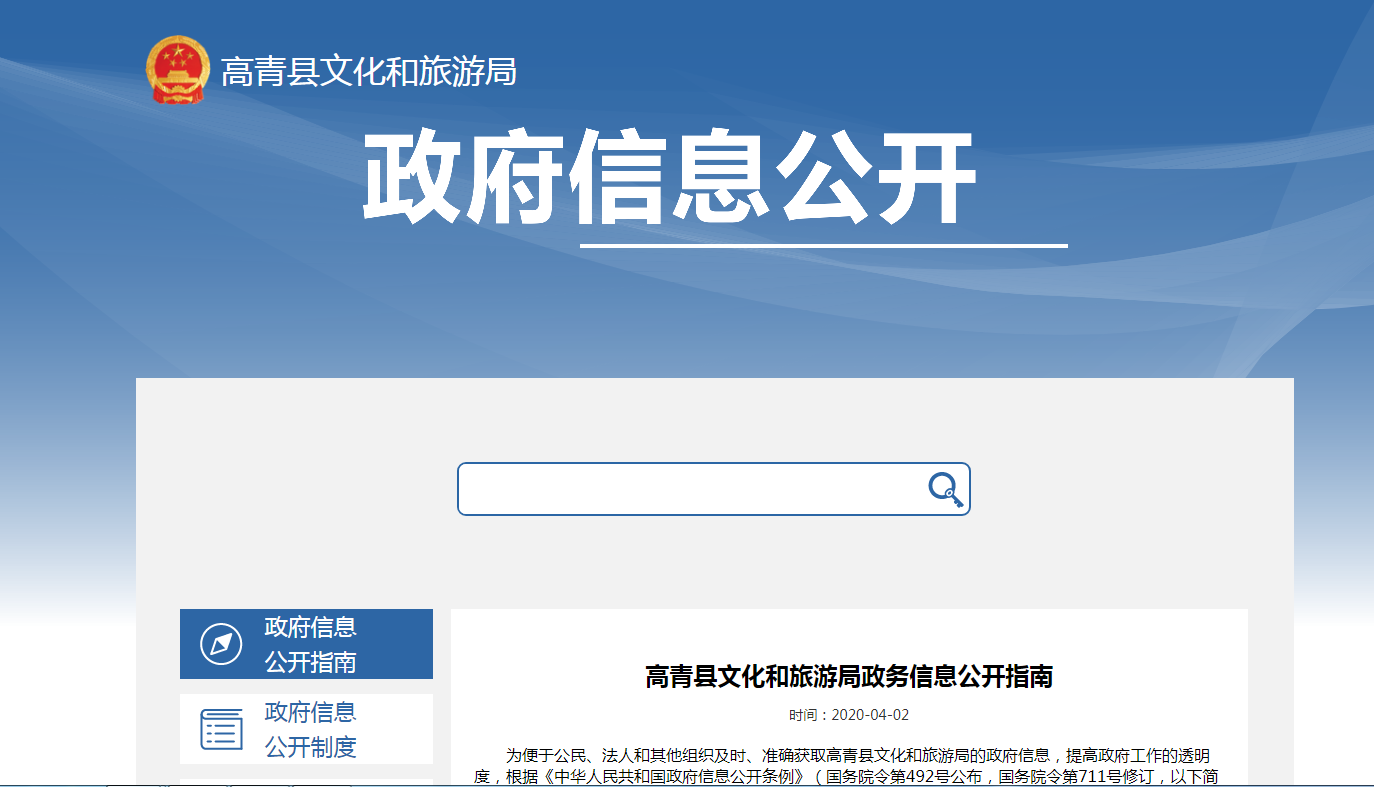 高青县文化和旅游局
政府信息公开
政府信息
公开指南
政府信息
公开制度
高青县文化和旅游局政务信息公开指南
时间：2020-04-02
为便于公民、法人和其他组织及时、准确获取高青县文化和旅游局的政府信息，提高政府工作的透明
度，根据《中华人民共和国政府信息公开条例》（国务院令第492号公布，国务院令第711号修订，以下简